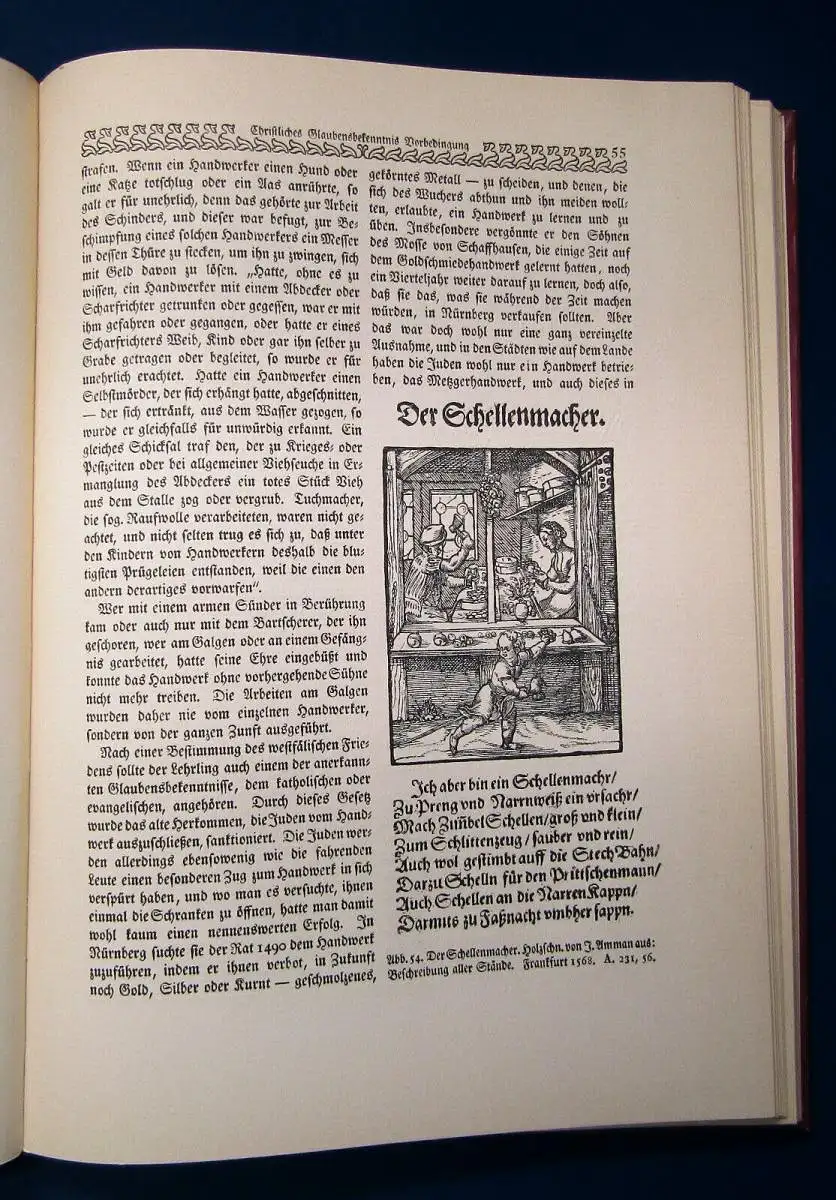 Christliches Glaubensbekenntnis Vorbedingung 55
strafen. Wenn ein Handwerker einen Hund oder
eine Katze totschlug oder ein Aas anrührte, so
galt er für unehrlich, denn das gehörte zur Arbeit
des Schinders, und dieser war befugt, zur Be-
schimpfung eines solchen Handwerkers ein Messer
in dessen Thüre zu stecken, um ihn zu zwingen, sich
mit Geld davon zu lösen. „Hatte, ohne es zu
wissen, ein Handwerker mit einem Abdecker oder
Scharfrichter getrunken oder gegessen, war er mit
ihm gefahren oder gegangen, oder hatte er eines
Scharfrichters Weib, Kind oder gar ihn selber zu
Grabe getragen oder begleitet, so wurde er für
unehrlich erachtet. Hatte ein Handwerker einen
Selbstmörder, der sich erhängt hatte, abgeschnitten,
— der sich ertränkt, aus dem Wasser gezogen, so
wurde er gleichfalls für unwürdig erkannt. Ein
gleiches Schicksal traf den, der zu Krieges- oder
Pestzeiten oder bei allgemeiner Viehseuche in Er-
manglung des Abdeckers ein totes Stück Vieh
aus dem Stalle zog oder vergrub. Tuchmacher,
die sog. Raufwolle verarbeiteten, waren nicht ge-
achtet, und nicht selten trug es sich zu, daß unter
den Kindern von Handwerkern deshalb die blu-
tigsten Prügeleien entstanden, weil die einen den
andern derartiges vorwarfen“.
Wer mit einem armen Sünder in Berührung
kam oder auch nur mit dem Bartscherer, der ihn
geschoren, wer am Galgen oder an einem Gefäng-
nis gearbeitet, hatte seine Ehre eingebüßt und
konnte das Handwerk ohne vorhergehende Sühne
nicht mehr treiben. Die Arbeiten am Galgen
wurden daher nie vom einzelnen Handwerker,
sondern von der ganzen Zunft ausgeführt.
Nach einer Bestimmung des westfälischen Frie-
dens sollte der Lehrling auch einem der anerkann-
ten Glaubensbekenntnisse, dem katholischen oder
evangelischen, angehören. Durch dieses Gesetz
wurde das alte Herkommen, die Juden vom Hand-
werk auszuschließen, sanktioniert. Die Juden wer-
den allerdings ebensowenig wie die fahrenden
Leute einen besonderen Zug zum Handwerk in sich
verspürt haben, und wo man es versuchte, ihnen
einmal die Schranken zu öffnen, hatte man damit
wohl kaum einen nennenswerten Erfolg. In
Nürnberg suchte sie der Rat 1490 dem Handwerk
zuzuführen, indem er ihnen verbot, in Zukunft
noch Gold, Silber oder Kurnt — geschmolzenes,
gekörntes Metall — zu scheiden, und denen, die
sich des Wuchers abthun und ihn meiden woll-
ten, erlaubte, ein Handwerk zu lernen und zu
üben. Insbesondere vergönnte er den Söhnen
des Mosse von Schaffhausen, die einige Zeit auf
dem Goldschmiedehandwerk gelernt hatten, noch
ein Vierteljahr weiter darauf zu lernen, doch also,
daß sie das, was sie während der Zeit machen
würden, in Nürnberg verkaufen sollten. Aber
das war doch wohl nur eine ganz vereinzelte
Ausnahme, und in den Städten wie auf dem Lande
haben die Juden wohl nur ein Handwerk betrie-
ben, das Metzgerhandwerk, und auch dieses in
Der Schellenmacher.
Ich aber bin ein Schellenmachr/
Zu Preng vnd Narrnweiß ein vrsachr/
Mach Zimbel Schellen/groß und klein/
Zum Schlittenzeug/sauber vnd rein/
Auch wol gestimbt auff die StechBahn/
Darzu Schelln für den Prittschenmann/
Auch Schellen an die NarrenKappn/
Darmits zu Faßnacht vmbher sappn.
Abb. 54. Der Schellenmacher. Holzschn. von J. Amman aus:
Beschreibung aller Stände. Frankfurt 1568. A. 231, 56.